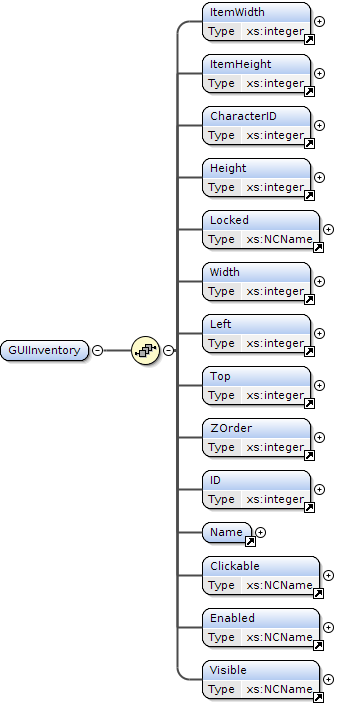 ItemWidth
Type xs:integer
ItemHeight
Type xs:integer
CharacterID
Type xs:integer
Height
Type xs:integer
Locked
Type xs:NCName
Width
Type xs:integer
Left
Type xs:integer
GUIInventory
Top
Type xs:integer
ZOrder
Type xs:integer
ID
Type xs:integer
Name
Clickable
Type xs:NCName
Enabled
Type xs:NCName
Visible
Type xs:NCName